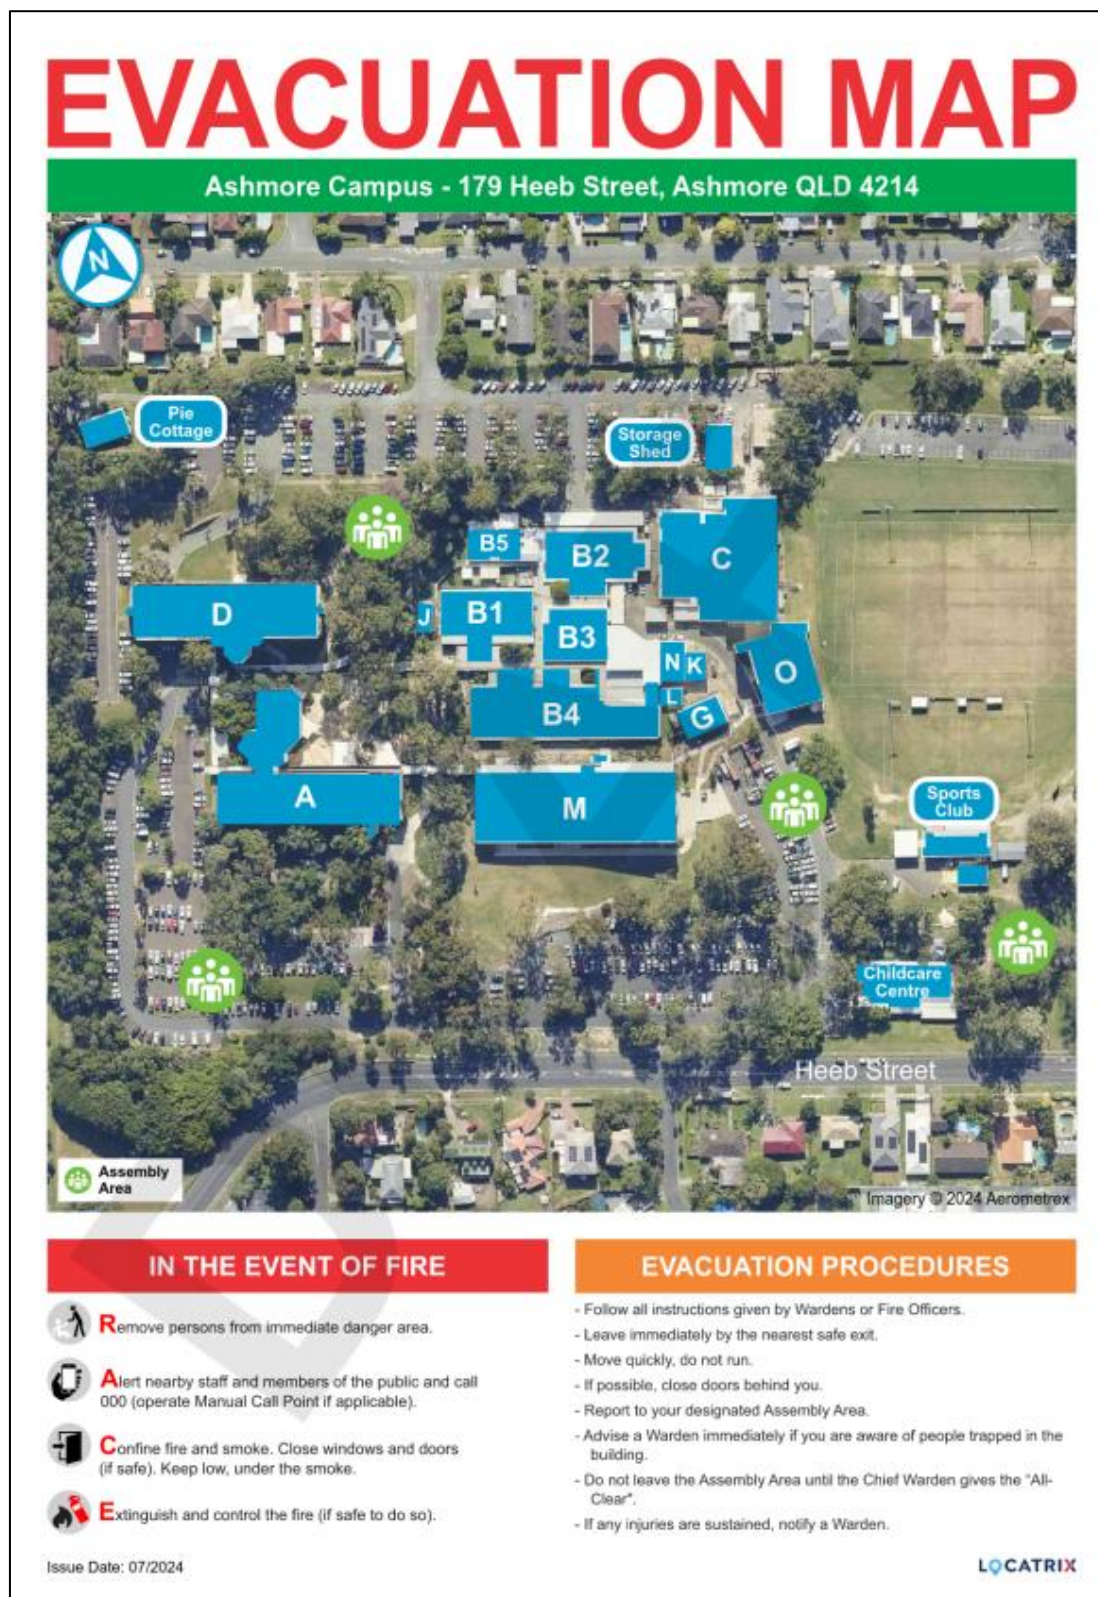 EVACUATION MAP
Ashmore Campus - 179 Heeb Street, Ashmore QLD 4214
N
Pie
Cottage
Storage
Shed
B5
B2
C
D
J
B1
B3
N
K
O
L
B4
G
A
M
Sports
Club
Childcare
Centre
Heeb Street
Assembly
Area
Imagery © 2024 Aerometrex
IN THE EVENT OF FIRE
Remove persons from immediate danger area.
Alert nearby staff and members of the public and call
000 (operate Manual Call Point if applicable).
Confine fire and smoke. Close windows and doors
(if safe). Keep low, under the smoke.
Extinguish and control the fire (if safe to do so).
EVACUATION PROCEDURES
- Follow all instructions given by Wardens or Fire Officers.
- Leave immediately by the nearest safe exit.
- Move quickly, do not run.
- If possible, close doors behind you.
- Report to your designated Assembly Area.
- Advise a Warden immediately if you are aware of people trapped in the
building.
- Do not leave the Assembly Area until the Chief Warden gives the "All-
Clear".
- If any injuries are sustained, notify a Warden.
Issue Date: 07/2024
LOCATRIX